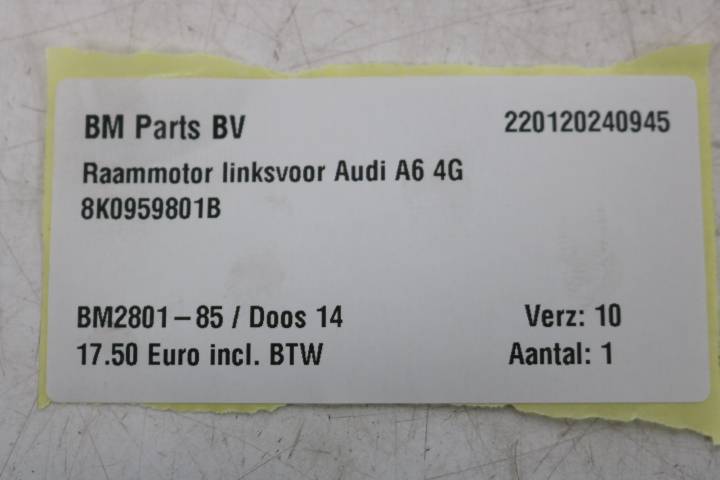 BM Parts BV 220120240945
Raammotor linksvoor Audi A6 4G
8K0959801B
BM2801-85 / Doos 14 Verz: 10
17.50 Euro incl. BTW Aantal: 1